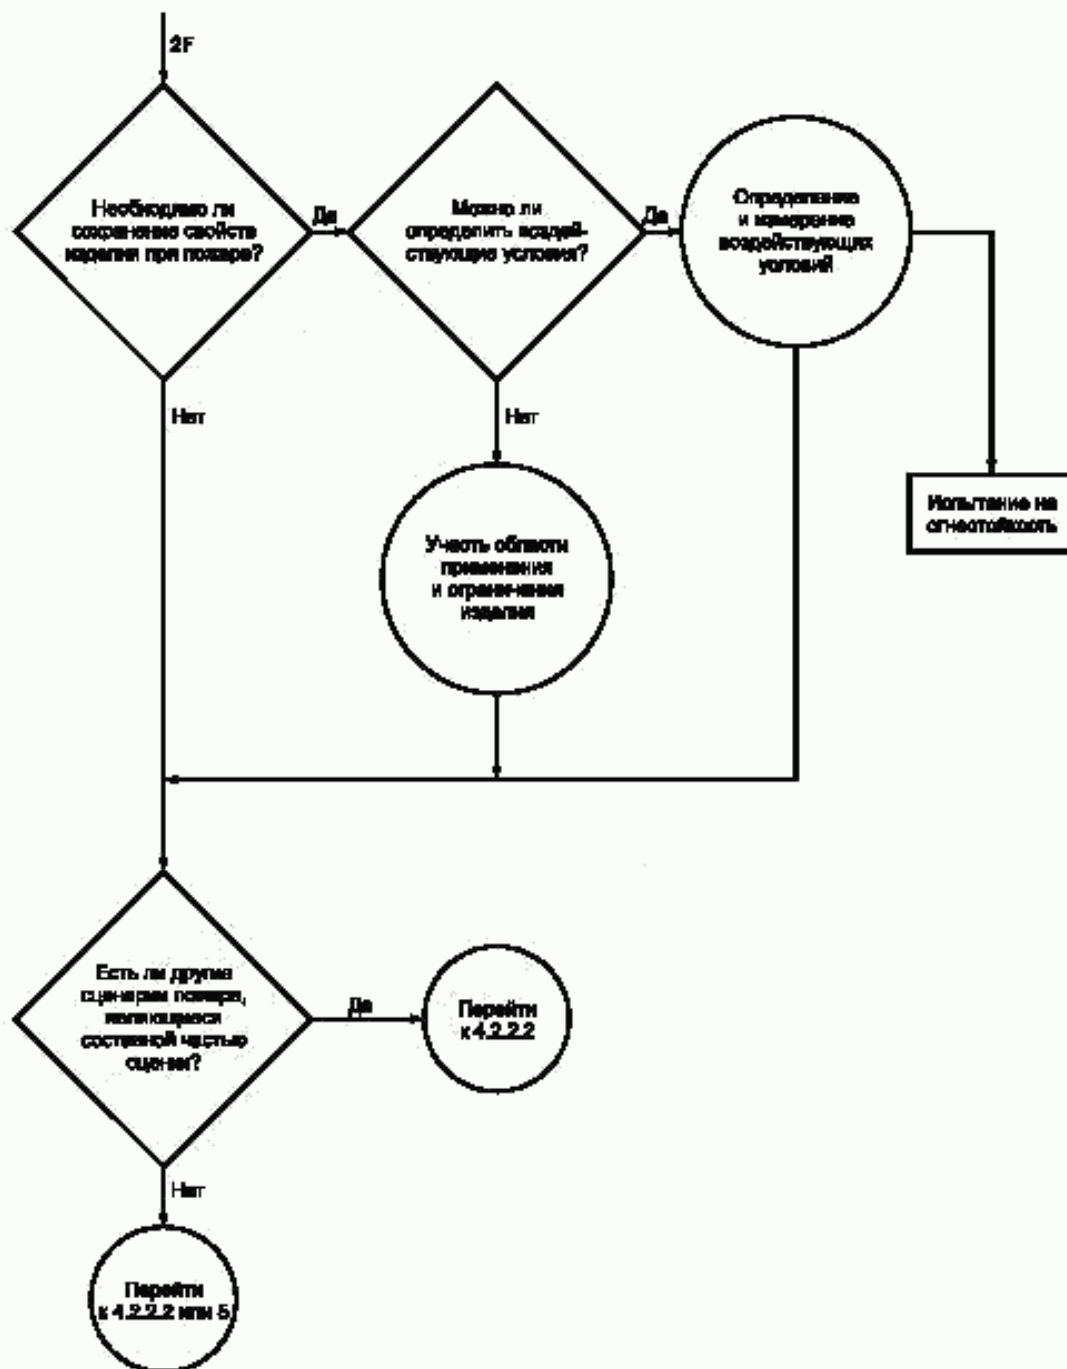 2F
Необходимо ли
сохранение свойств
изделия при пожаре?
Да
Можно ли
определить воздей-
ствующие условия?
Да
Определение
и измерение
воздействующих
условий
Нет
Нет
Испытание на
огнестойкость
Учесть области
применения
и ограничения
изделия
Есть ли другие
сценарии пожара,
являющиеся
составной частью
оценки?
Да
Перейти
к 4.2.2.2
Нет
Перейти
к 4.2.2.2 или 5